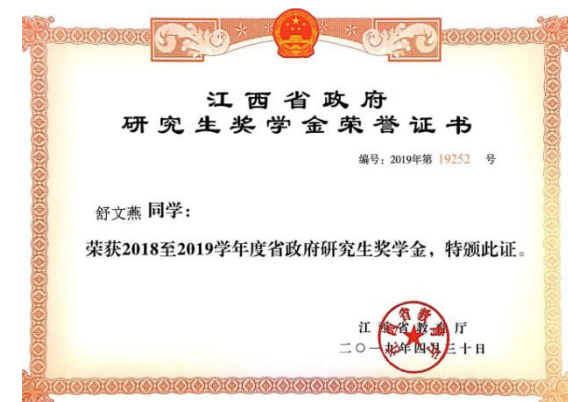 江西省政府
研究生奖学金荣誉证书
编号：2019年第 19252 号
舒文燕 同学：
荣获2018至2019学年度省政府研究生奖学金，特颁此证。
江西省教育厅
二〇一九年四月三十日